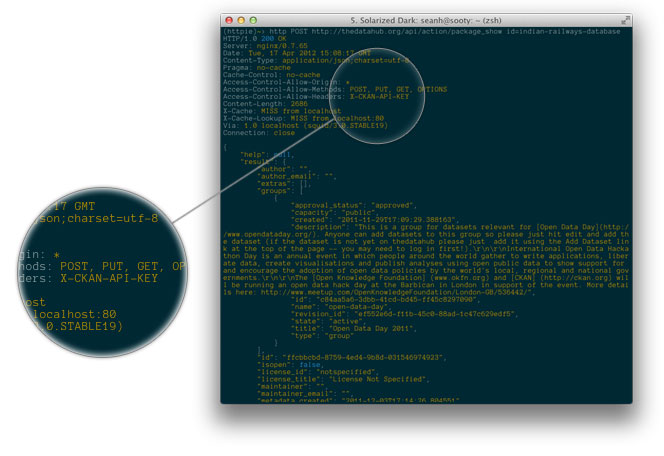 5. Solarized Dark: seanh@sooty: ~ (zsh)
(httpie)~: http POST http://thedatahub.org/api/action/package_show id=indian-railways-database
HTTP/1.0 200 OK
Server: nginx/0.7.65
Date: Tue, 17 Apr 2012 15:08:17 GMT
Content-Type: application/json;charset=utf-8
Pragma: no-cache
Cache-Control: no-cache
Access-Control-Allow-Origin: *
Access-Control-Allow-Methods: POST, PUT, GET, OPTIONS
Access-Control-Allow-Headers: X-CKAN-API-KEY
Content-Length: 2686
X-Cache: MISS from localhost
X-Cache-Lookup: MISS from localhost:80
Via: 1.0 localhost (squid/3.0.STABLE19)
Connection: close
{
"help": null,
"result": {
"author": "",
"author_email": "",
"extras": [],
"groups": [
{
"approval_status": "approved",
"capacity": "public",
"created": "2011-11-29T17:09:29.388163",
"description": "This is a group for datasets relevant for [Open Data Day](http:/
/www.opendataday.org/). Anyone can add datasets to this group so please just hit edit and add th
e dataset (if the dataset is not yet on thedatahub please just  add it using the Add Dataset lin
k at the top of the page -- you may need to log in first!).\r\n\r\nInternational Open Data Hacka
thon Day is an annual event in which people around the world gather to write applications, liber
ate data, create visualisations and publish analyses using open public data to show support for
and encourage the adoption of open data policies by the world's local, regional and national gov
ernments.\r\n\r\nThe [Open Knowledge Foundation] (www.okfn.org) and [CKAN] (http://ckan.org) wil
l be running an open data hack day at the Barbican in London in support of the event. More detai
ls here: http://www.meetup.com/OpenKnowledgeFoundation/London-GB/536442/",
"id": "c84aa5a6-3dbb-41cd-bd45-ff45c8297090",
"name": "open-data-day",
"revision_id": "ef552e6d-f11b-45c0-88ad-1c47c629edf5",
"state": "active",
"title": "Open Data Day 2011",
"type": "group"
}
],
"id": "ffcbbcbd-8759-4ed4-9b8d-031546974923",
"isopen": false,
"license_id": "notspecified",
"license_title": "License Not Specified",
"maintainer": "",
"maintainer_email": "",
"metadata_created": "2011-12-03T17:14:26.804551",
17 GMT
json;charset=utf-8
gin: *
hods: POST, PUT, GET, OP
ders: X-CKAN-API-KEY
ost
localhost:80
.0.STABLE19)